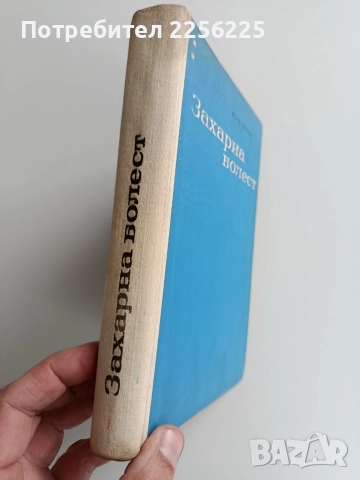 Потребител 2256225
Захарна
болест
Захарна болест
BAZAR